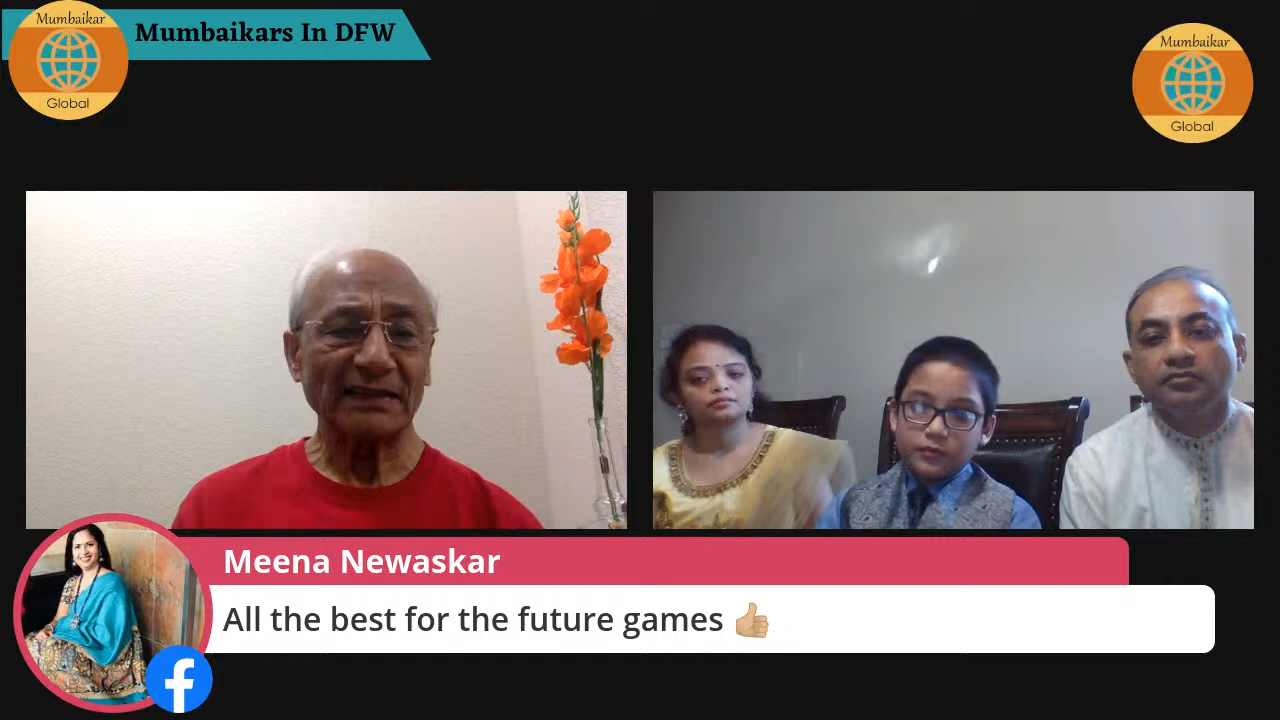 Mumbaikar
Global
Mumbaikars In DFW
Mumbaikar
Global
Meena Newaskar
All the best for the future games 👍🏼